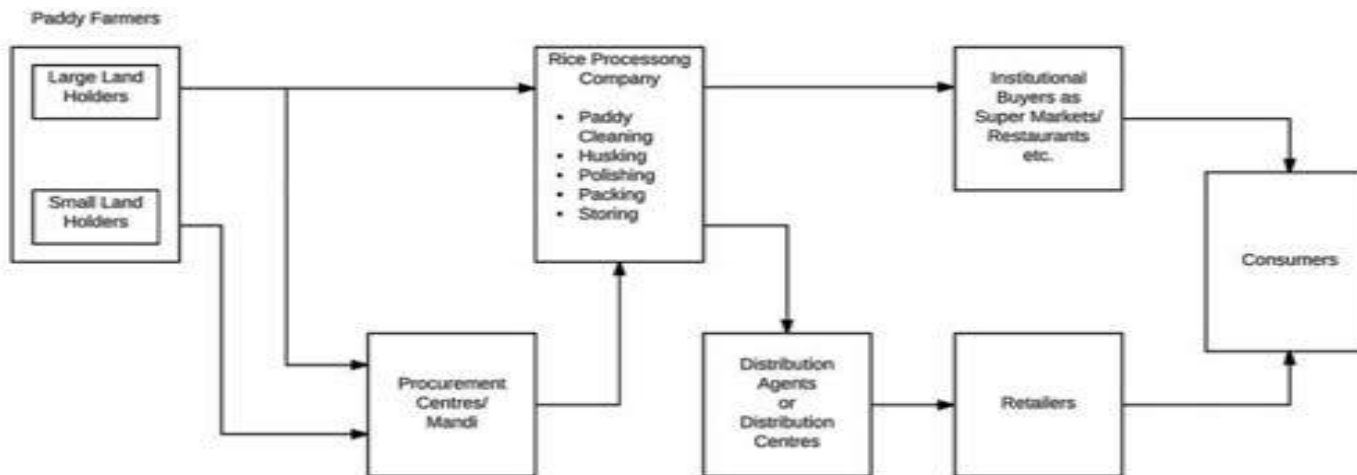 Paddy Farmers
Large Land
Holders
Small Land
Holders
Rice Processong
Company
• Paddy
Cleaning
• Husking
• Polishing
• Packing
• Storing
Institutional
Buyers as
Super Markets/
Restaurants
etc.
Consumers
Procurement
Centres/
Mandi
Distribution
Agents
or
Distribution
Centres
Retailers